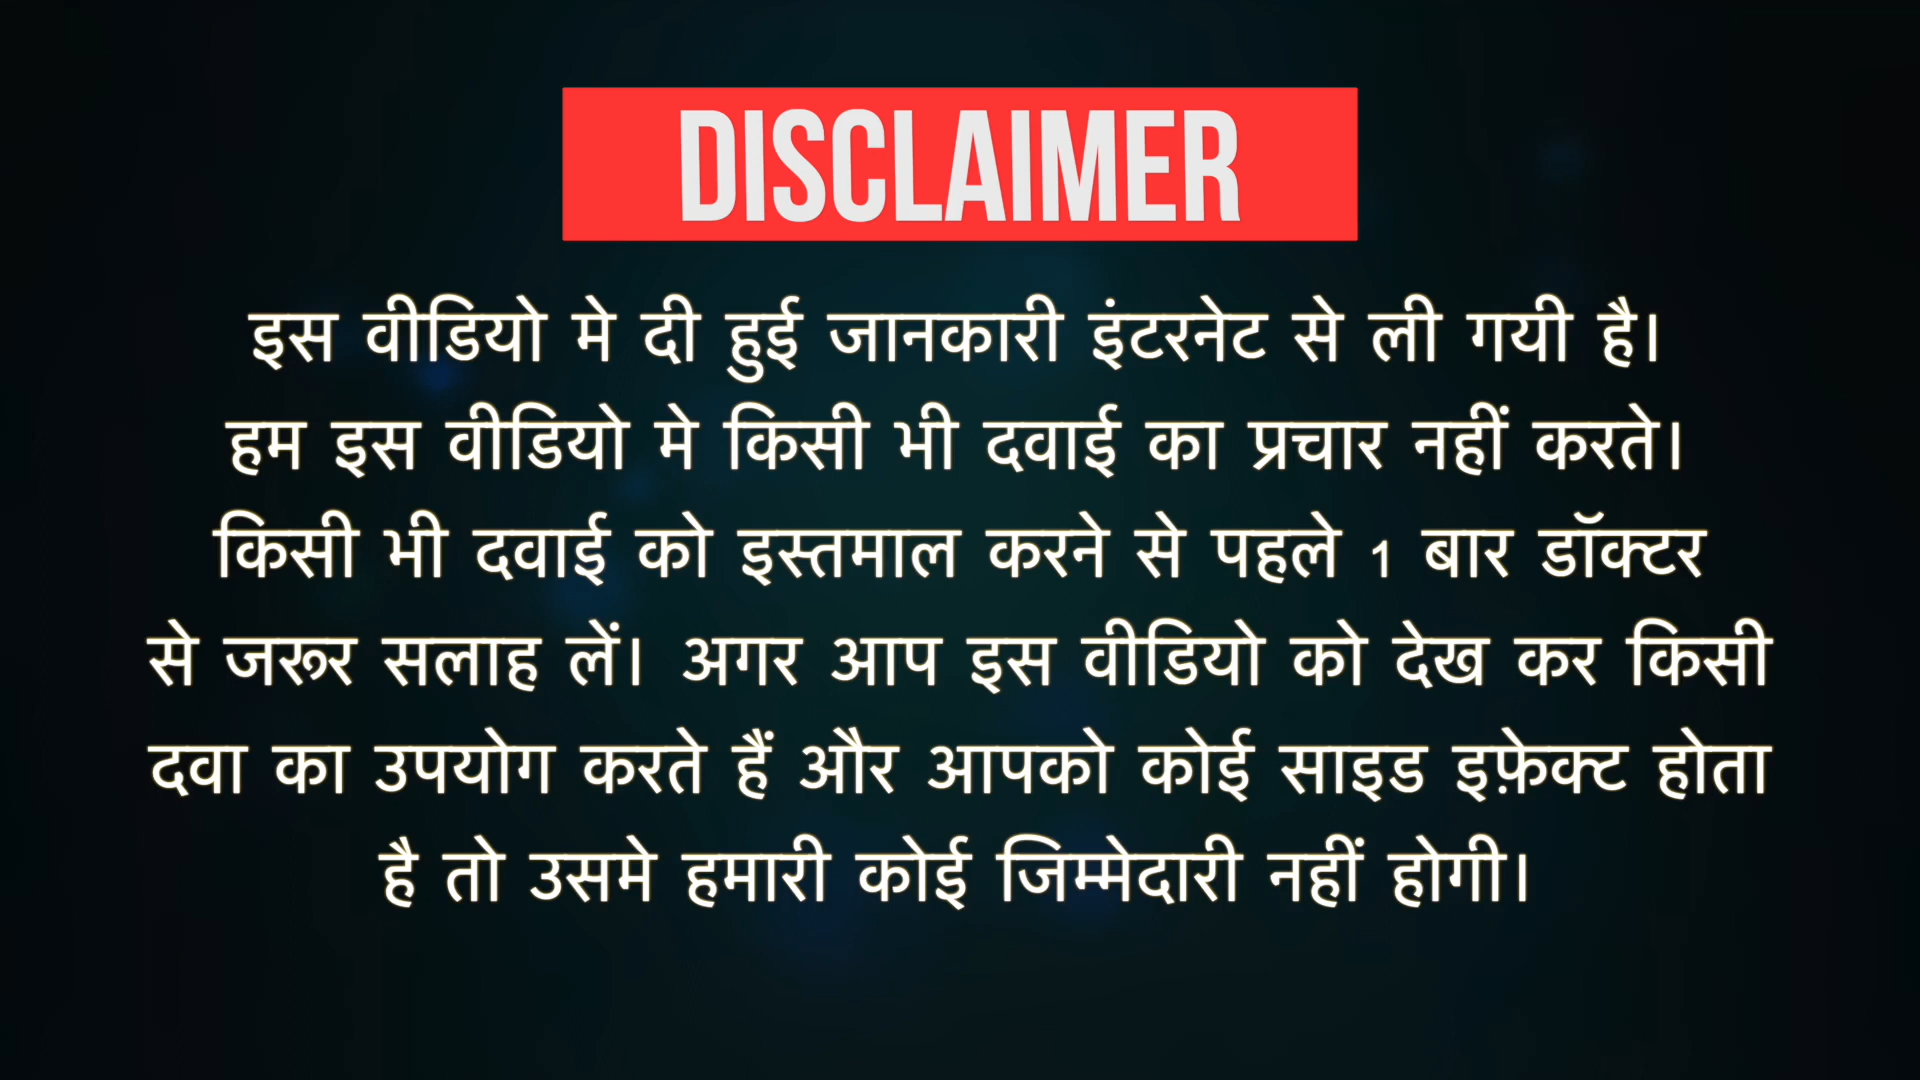 DISCLAIMER
इस वीडियो मे दी हुई जानकारी इंटरनेट से ली गयी है।
हम इस वीडियो मे किसी भी दवाई का प्रचार नहीं करते।
किसी भी दवाई को इस्तमाल करने से पहले 1 बार डॉक्टर
से जरूर सलाह लें। अगर आप इस वीडियो को देख कर किसी
दवा का उपयोग करते हैं और आपको कोई साइड इफ़ेक्ट होता
है तो उसमे हमारी कोई जिम्मेदारी नहीं होगी।